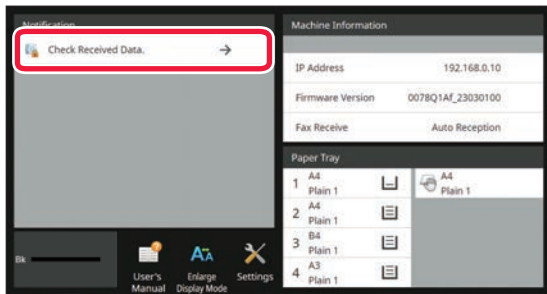 Notification
Check Received Data.
Machine Information
IP Address 192.168.0.10
Firmware Version 0078Q1Af_23030100
Fax Receive Auto Reception
Paper Tray
1 A4
Plain 1
A4
Plain 1
2 A4
Plain 1
3 B4
Plain 1
4 A3
Plain 1
Bk
User's
Manual
Enlarge
Display Mode
Settings